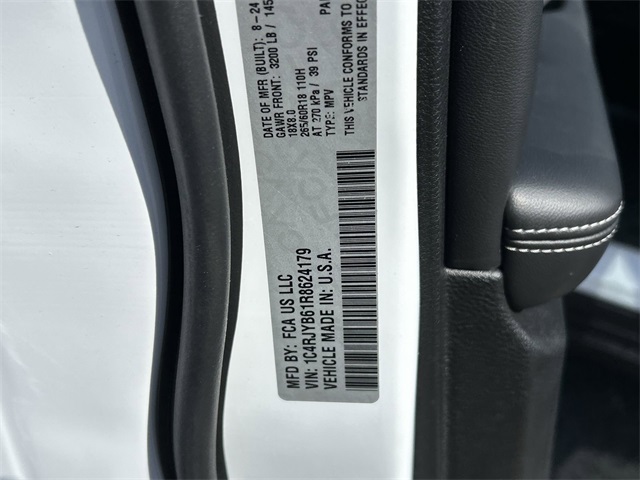 MFD BY: FCA US LLC
VIN: 1C4RJYB61R8624179
VEHICLE MADE IN: U.S.A.
DATE OF MFR (BUILT): 8-24
GAWR FRONT: 3200 LB / 145
18X8.0
265/60R18 110H
AT 270 kPa / 39 PSI
TYPE: MPV
THIS VEHICLE CONFORMS TO
STANDARDS IN EFFECT